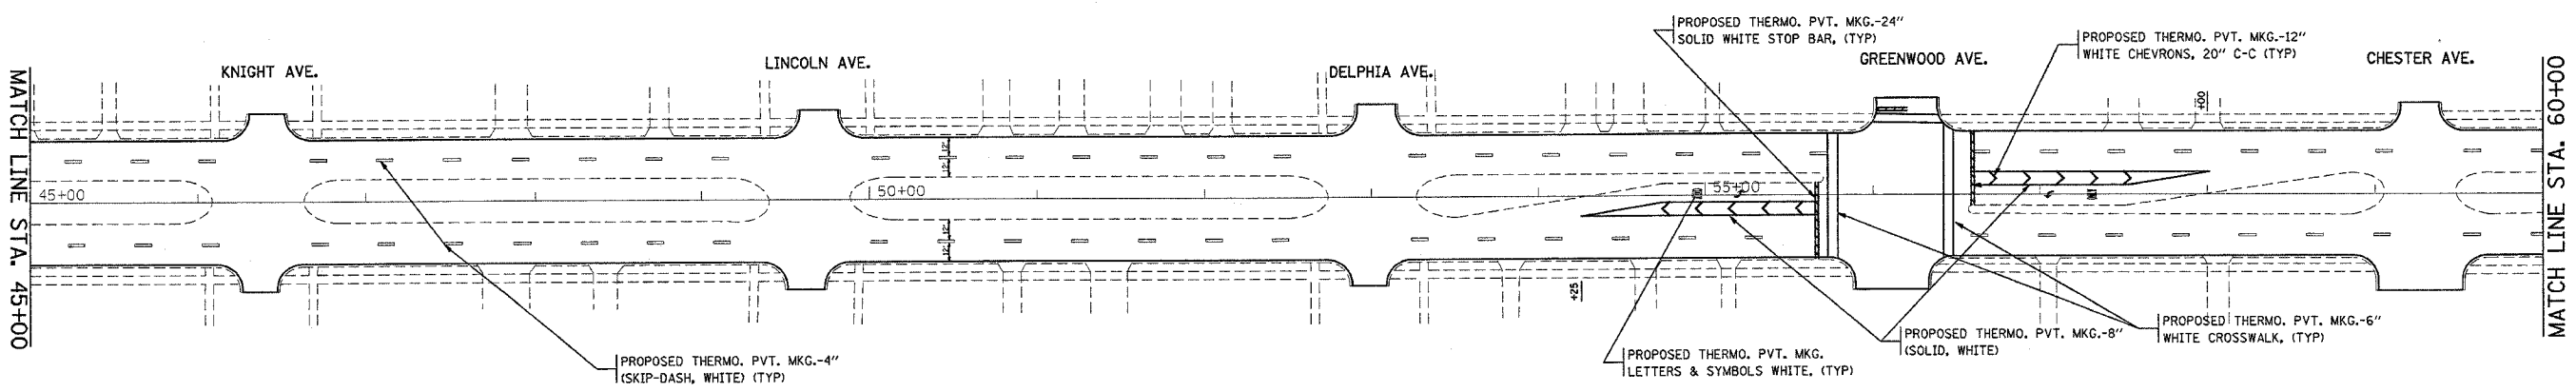 MATCH LINE STA. 45+00
KNIGHT AVE.
LINCOLN AVE.
DELPHIA AVE.
PROPOSED THERMO. PVT. MKG.-24"
SOLID WHITE STOP BAR, (TYP)
GREENWOOD AVE.
PROPOSED THERMO. PVT. MKG.-12"
WHITE CHEVRONS, 20" C-C (TYP)
CHESTER AVE.
MATCH LINE STA. 60+00
+00
12'
12'
45+00
50+00
55+00
12'
12'
+25
PROPOSED THERMO. PVT. MKG.-4"
(SKIP-DASH, WHITE) (TYP)
PROPOSED THERMO. PVT. MKG.
LETTERS & SYMBOLS WHITE, (TYP)
PROPOSED THERMO. PVT. MKG.-8"
(SOLID, WHITE)
PROPOSED THERMO. PVT. MKG.-6"
WHITE CROSSWALK, (TYP)